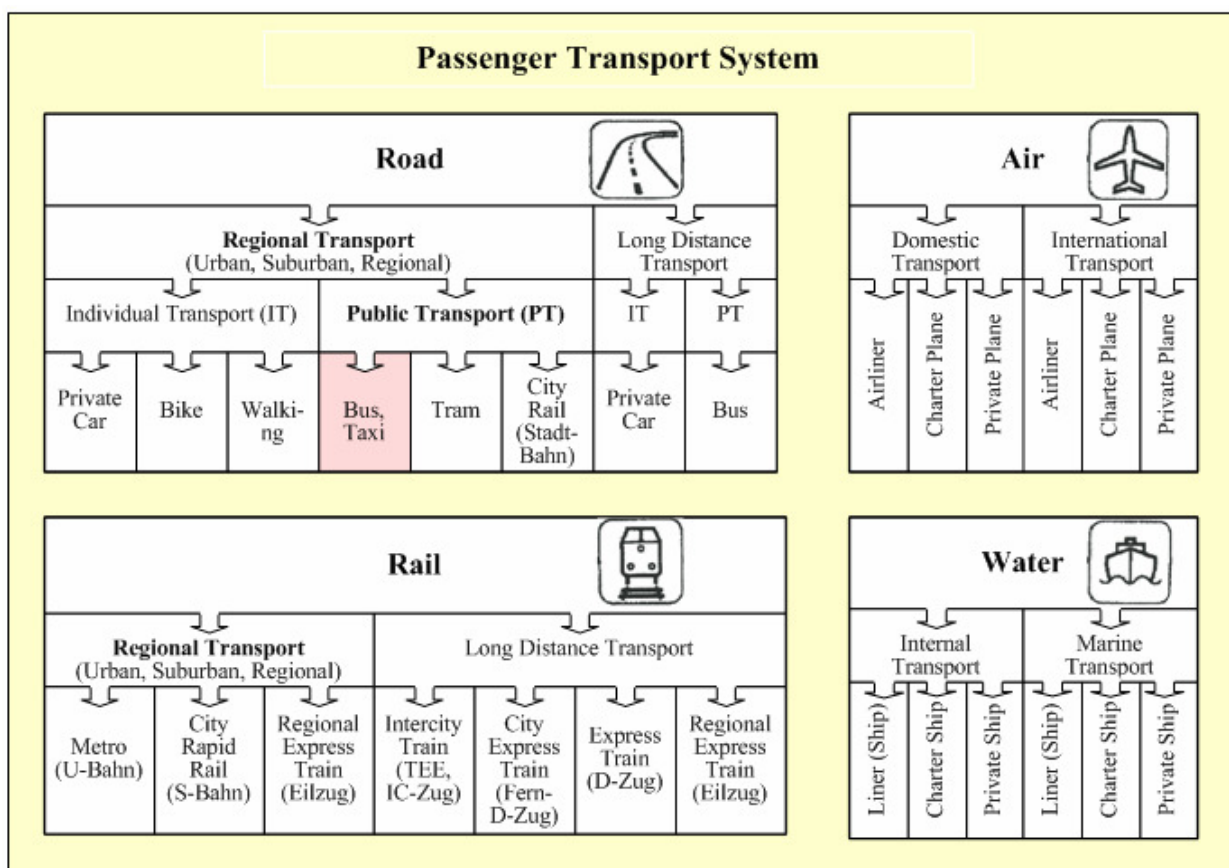 Passenger Transport System
Road
Regional Transport
(Urban, Suburban, Regional)
Long Distance
Transport
Individual Transport (IT)
Public Transport (PT)
IT
PT
Private
Car
Bike
Walki-
ng
Bus,
Taxi
Tram
City
Rail
(Stadt-
Bahn)
Private
Car
Bus
Air
Domestic
Transport
International
Transport
Airliner
Charter Plane
Private Plane
Airliner
Charter Plane
Private Plane
Rail
Regional Transport
(Urban, Suburban, Regional)
Long Distance Transport
Metro
(U-Bahn)
City
Rapid
Rail
(S-Bahn)
Regional
Express
Train
(Eilzug)
Intercity
Train
(TEE,
IC-Zug)
City
Express
Train
(Fern-
D-Zug)
Express
Train
(D-Zug)
Regional
Express
Train
(Eilzug)
Water
Internal
Transport
Marine
Transport
Liner (Ship)
Charter Ship
Private Ship
Liner (Ship)
Charter Ship
Private Ship